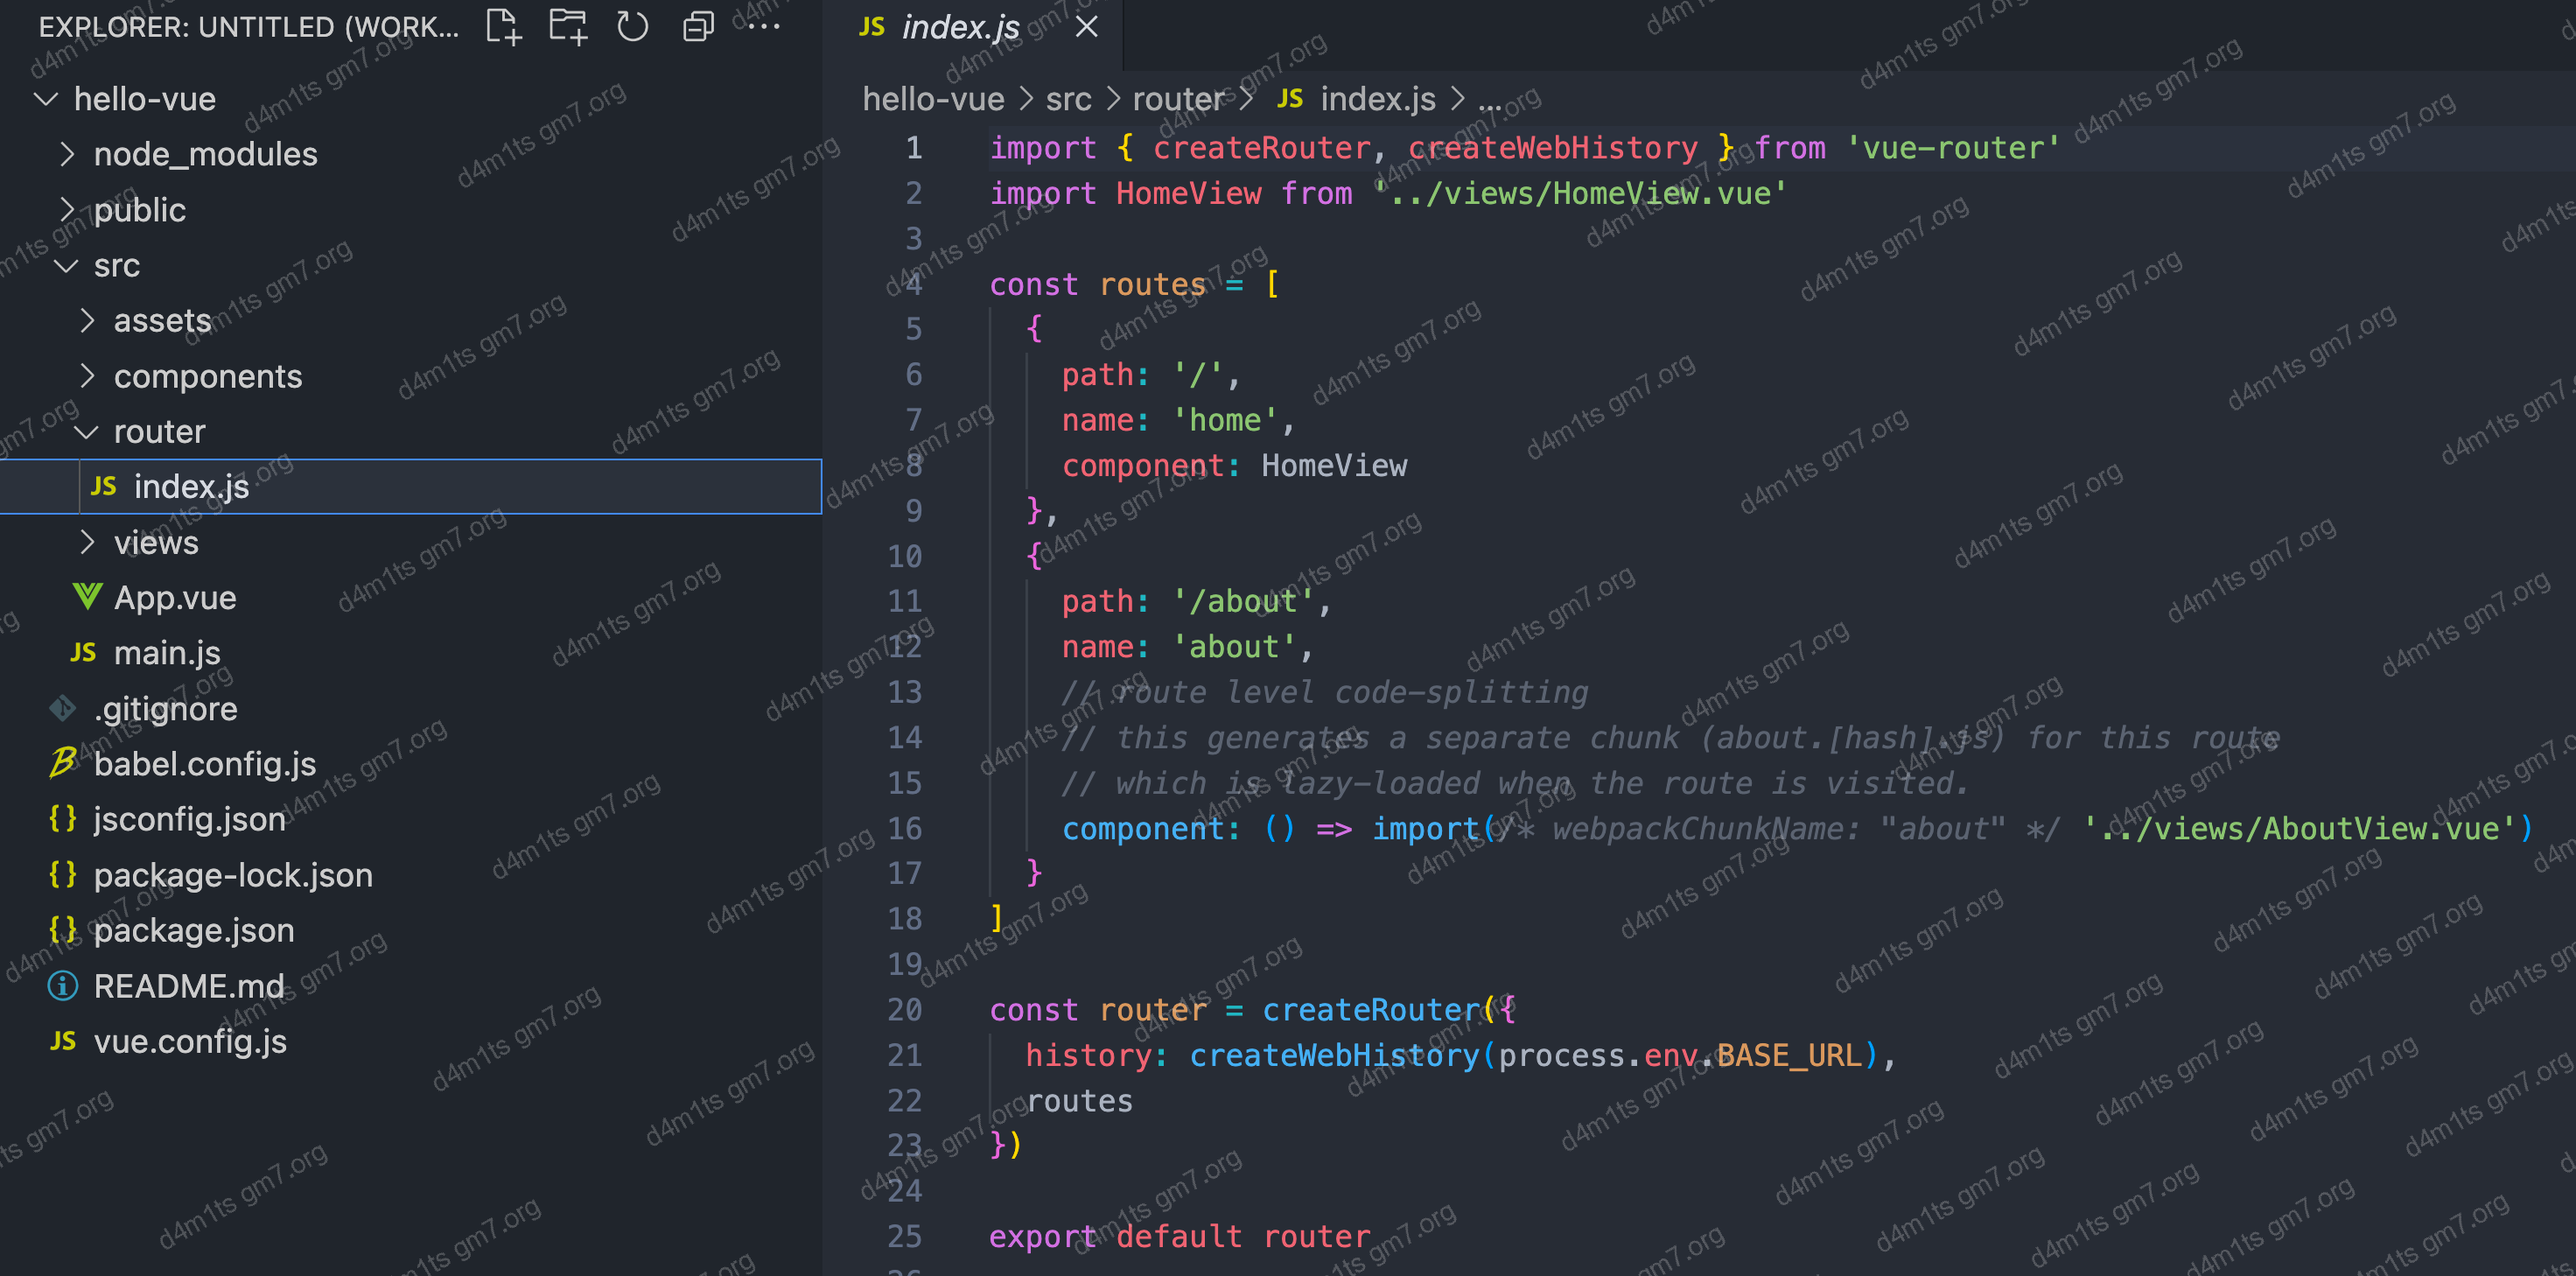 EXPLORER: UNTITLED (WORK...
hello-vue
node_modules
public
src
assets
components
router
JS index.js
views
App.vue
JS main.js
.gitignore
babel.config.js
{} jsconfig.json
{} package-lock.json
{} package.json
README.md
JS vue.config.js
JS index.js
hello-vue > src > router > JS index.js > ...
1 import { createRouter, createWebHistory } from 'vue-router'
2 import HomeView from '../views/HomeView.vue'
3
4 const routes = [
5 {
6 path: '/',
7 name: 'home',
8 component: HomeView
9 },
10 {
11 path: '/about',
12 name: 'about',
13 // route level code-splitting
14 // this generates a separate chunk (about.[hash].js) for this route
15 // which is lazy-loaded when the route is visited.
16 component: () => import(/* webpackChunkName: "about" */ '../views/AboutView.vue')
17 }
18 ]
19
20 const router = createRouter({
21 history: createWebHistory(process.env.BASE_URL),
22 routes
23 })
24
25 export default router
d4m1ts gm7.org